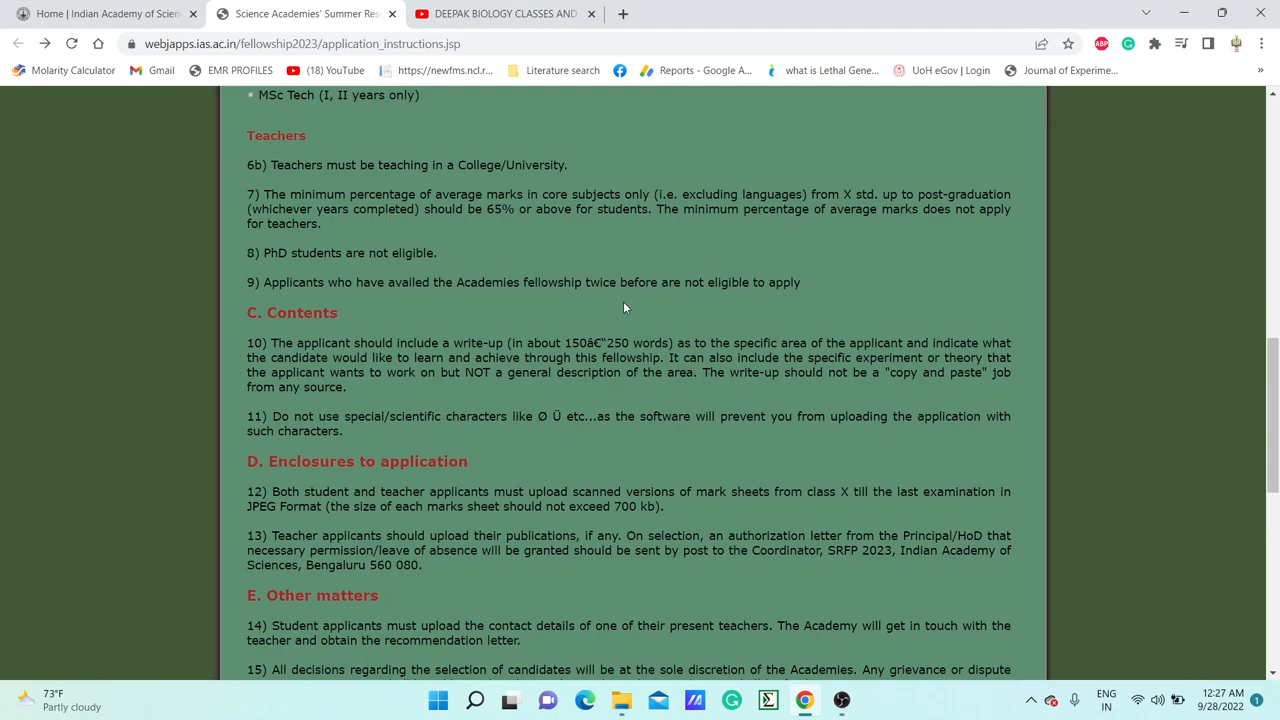 Home | Indian Academy of Scien
Science Academies' Summer Res
DEEPAK BIOLOGY CLASSES AND
webjapps.ias.ac.in/fellowship2023/application_instructions.jsp
ABP
Molarity Calculator
Gmail
EMR PROFILES
(18) YouTube
https://newfms.ncl.r...
Literature search
Reports - Google A...
what is Lethal Gene...
UoH eGov | Login
Journal of Experime...
MSc Tech (I, II years only)
Teachers
6b) Teachers must be teaching in a College/University.
7) The minimum percentage of average marks in core subjects only (i.e. excluding languages) from X std. up to post-graduation
(whichever years completed) should be 65% or above for students. The minimum percentage of average marks does not apply
for teachers.
8) PhD students are not eligible.
9) Applicants who have availed the Academies fellowship twice before are not eligible to apply
C. Contents
10) The applicant should include a write-up (in about 150â€“250 words) as to the specific area of the applicant and indicate what
the candidate would like to learn and achieve through this fellowship. It can also include the specific experiment or theory that
the applicant wants to work on but NOT a general description of the area. The write-up should not be a "copy and paste" job
from any source.
11) Do not use special/scientific characters like Ø Ü etc...as the software will prevent you from uploading the application with
such characters.
D. Enclosures to application
12) Both student and teacher applicants must upload scanned versions of mark sheets from class X till the last examination in
JPEG Format (the size of each marks sheet should not exceed 700 kb).
13) Teacher applicants should upload their publications, if any. On selection, an authorization letter from the Principal/HoD that
necessary permission/leave of absence will be granted should be sent by post to the Coordinator, SRFP 2023, Indian Academy of
Sciences, Bengaluru 560 080.
E. Other matters
14) Student applicants must upload the contact details of one of their present teachers. The Academy will get in touch with the
teacher and obtain the recommendation letter.
15) All decisions regarding the selection of candidates will be at the sole discretion of the Academies. Any grievance or dispute
73°F
Partly cloudy
ENG
IN
12:27 AM
9/28/2022
1